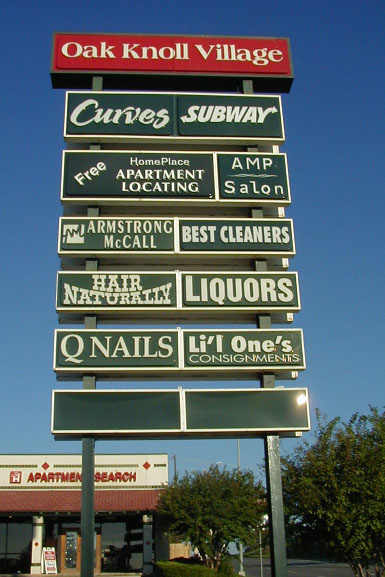 Oak Knoll Village
Curves SUBWAY
Free HomePlace APARTMENT LOCATING
AMP Salon
ARMSTRONG McCALL
BEST CLEANERS
HAIR NATURALLY
LIQUORS
Q NAILS
Li'l One's CONSIGNMENTS
APARTMENT SEARCH